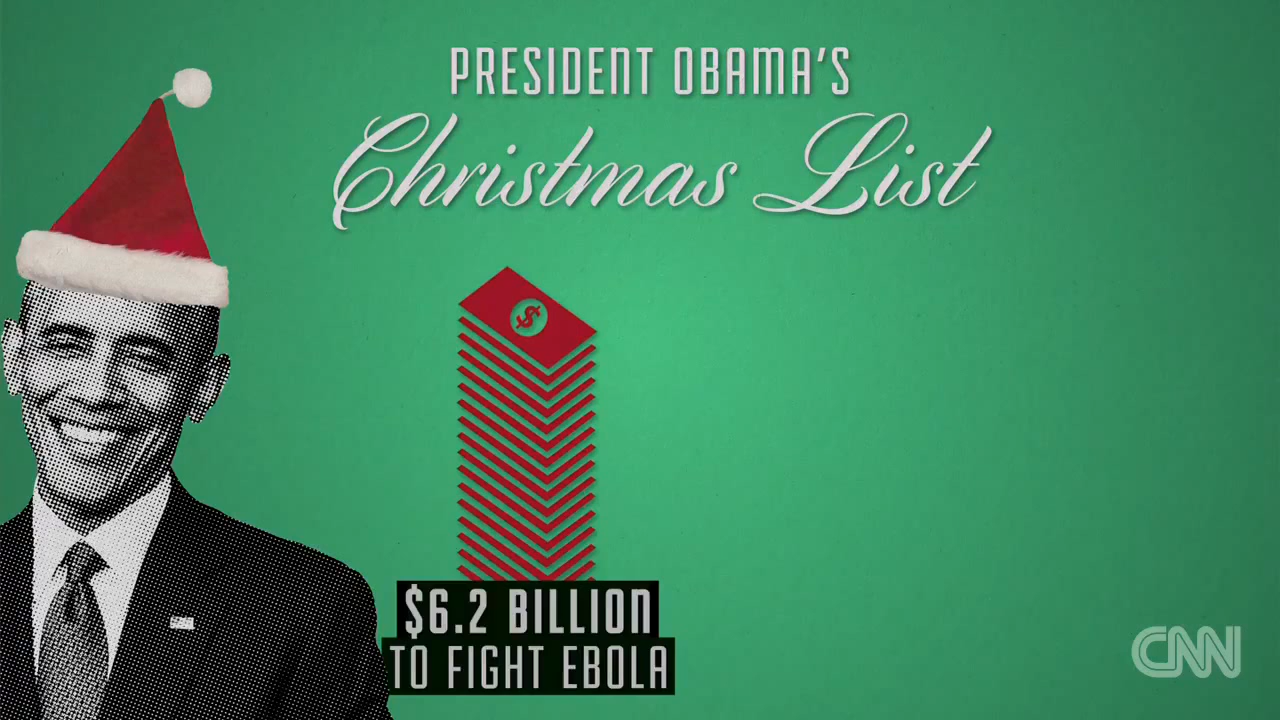 PRESIDENT OBAMA'S
Christmas List
$
$6.2 BILLION
TO FIGHT EBOLA
CNN